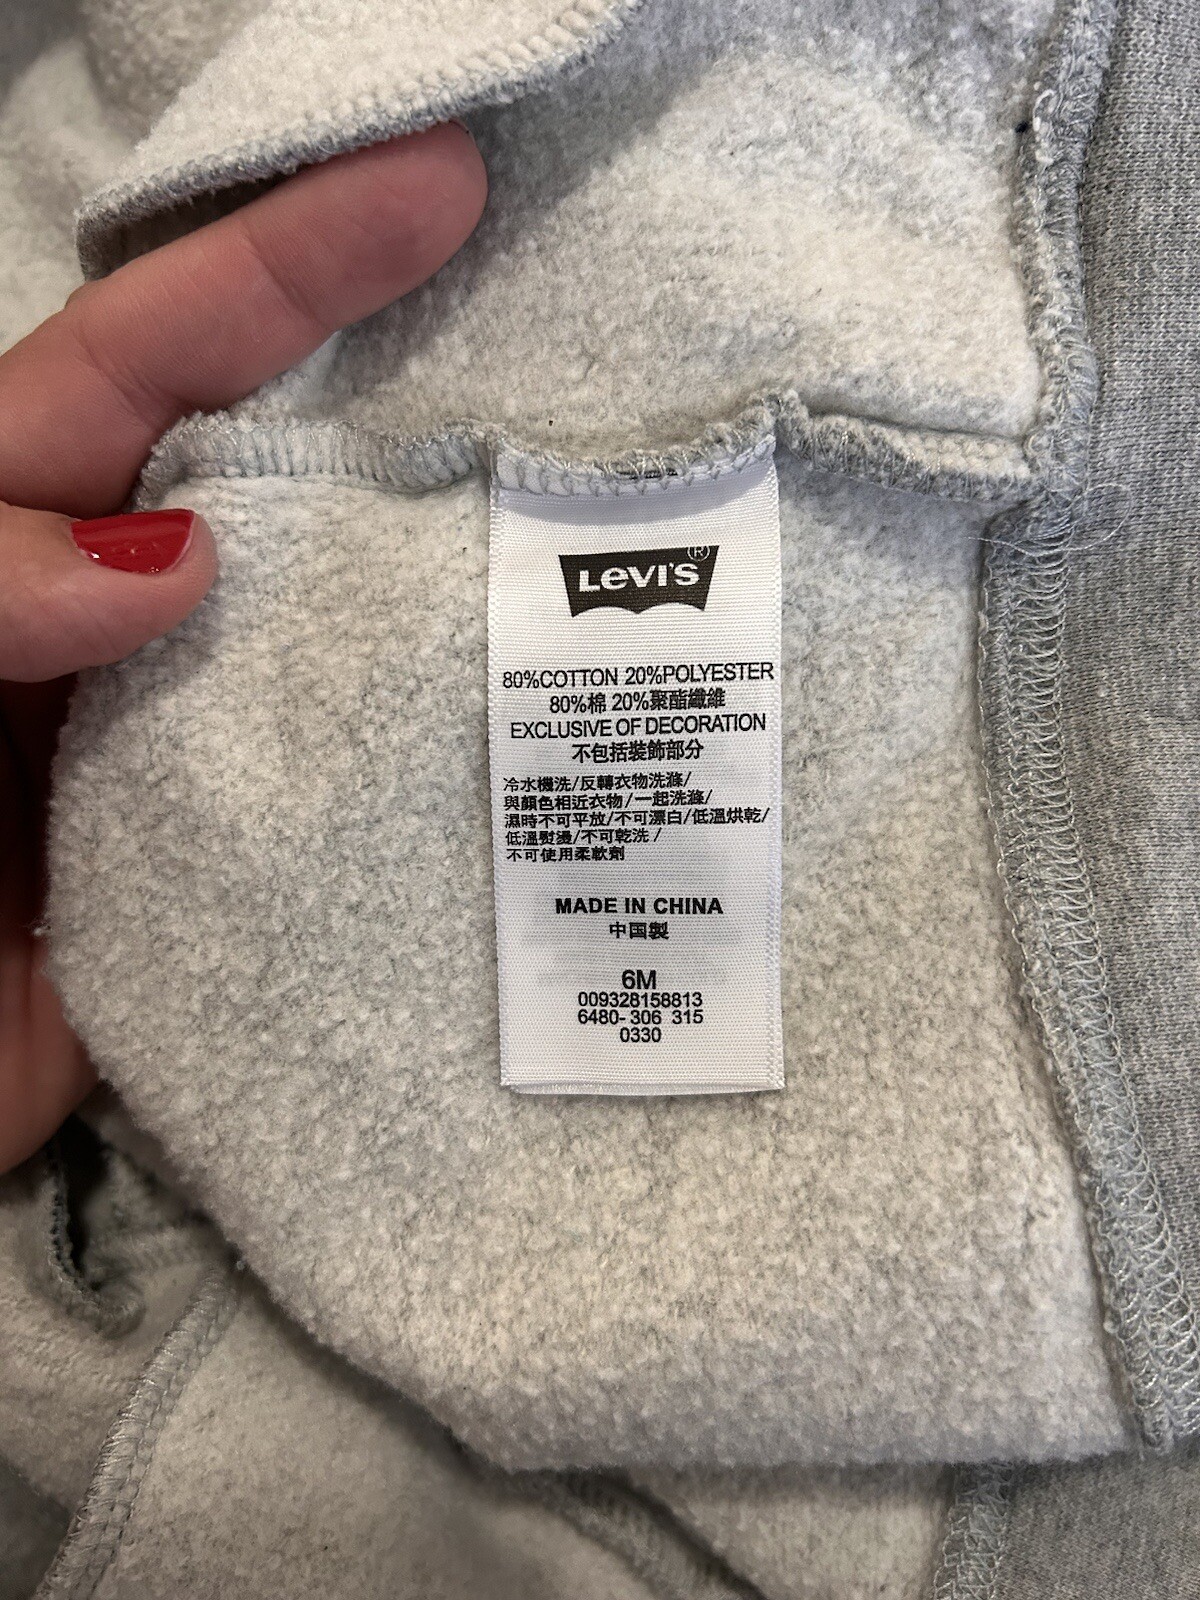 LEVI'S®
80%COTTON 20%POLYESTER
80%棉 20%聚酯纖維
EXCLUSIVE OF DECORATION
不包括裝飾部分
冷水機洗/反轉衣物洗滌/
與顏色相近衣物/一起洗滌/
濕時不可平放/不可漂白/低溫烘乾/
低溫熨燙/不可乾洗 /
不可使用柔軟劑
MADE IN CHINA
中国製
6M
009328158813
6480- 306 315
0330